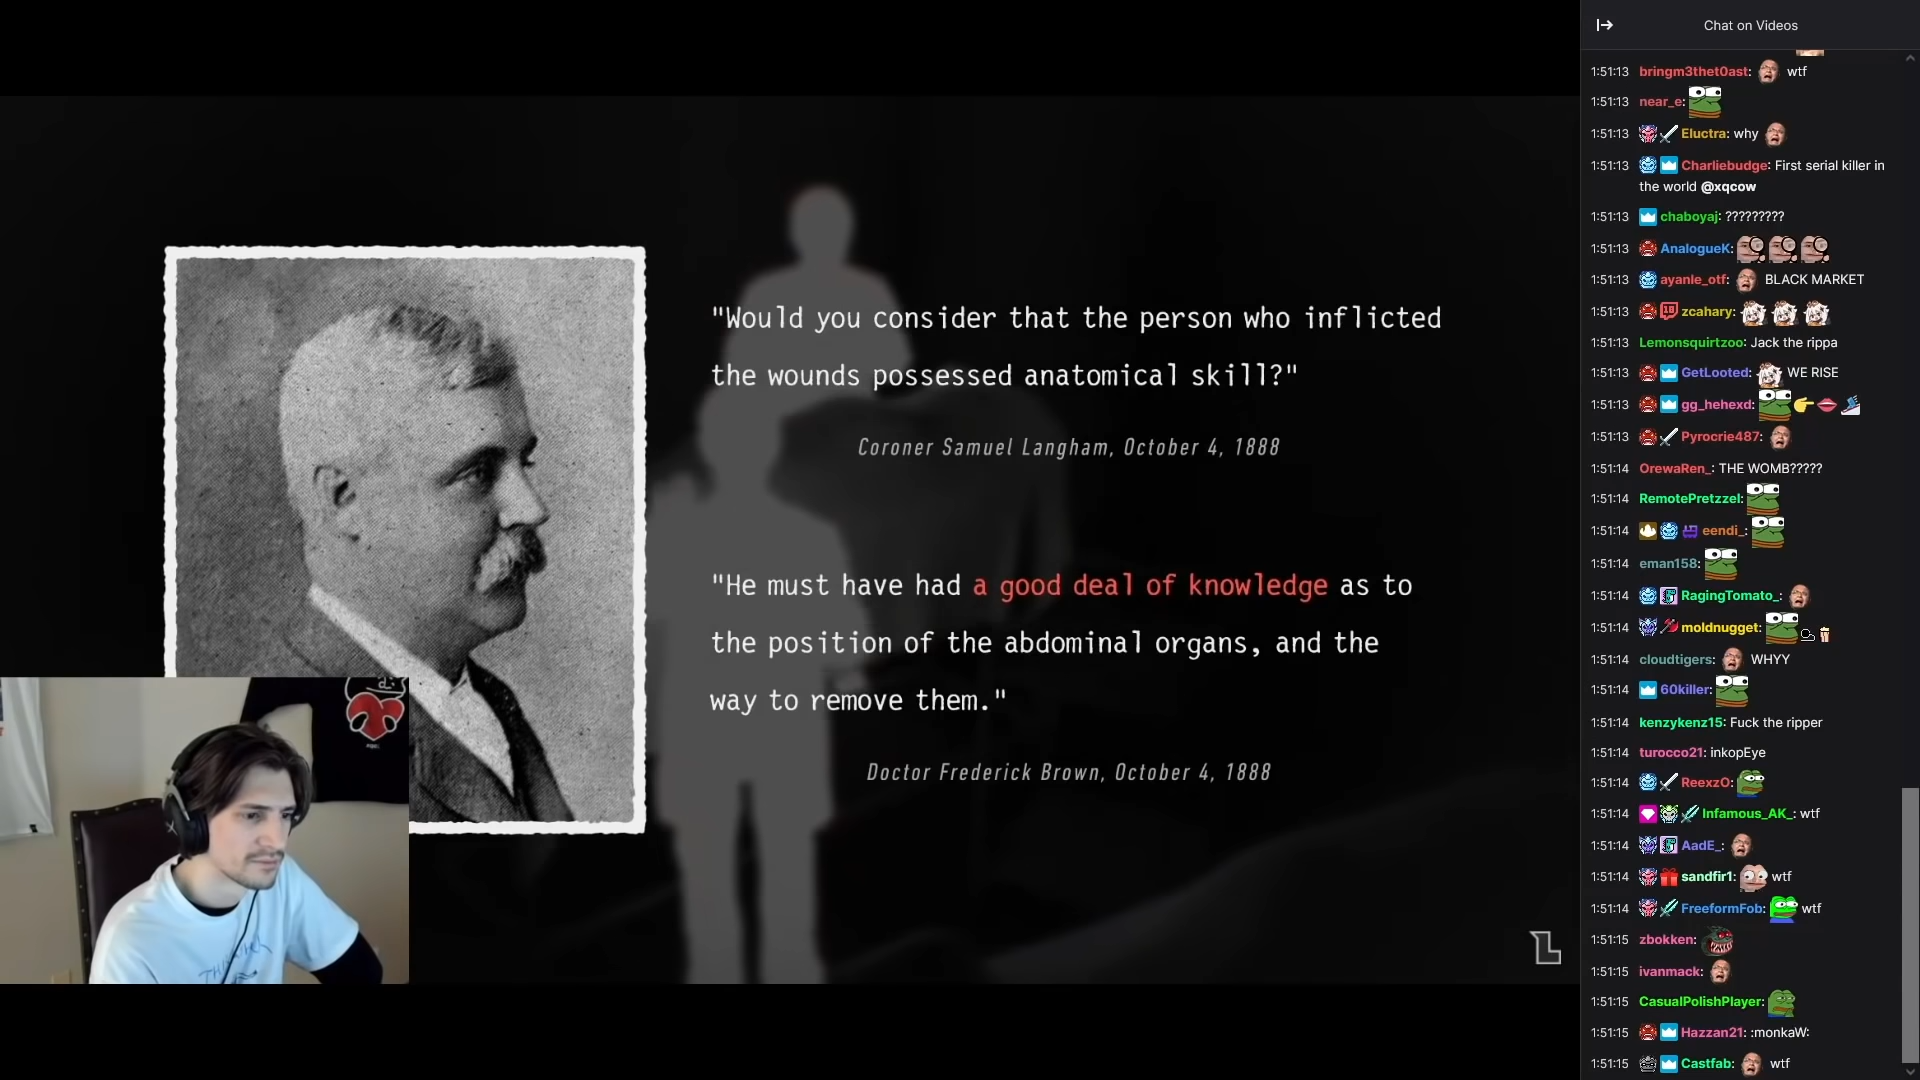 "Would you consider that the person who inflicted
the wounds possessed anatomical skill?"
Coroner Samuel Langham, October 4, 1888
"He must have had a good deal of knowledge as to
the position of the abdominal organs, and the
way to remove them."
Doctor Frederick Brown, October 4, 1888
Chat on Videos
1:51:13 bringm3thet0ast: wtf
1:51:13 near_e:
1:51:13 Eluctra: why
1:51:13 Charliebudge: First serial killer in
the world @xqcow
1:51:13 chaboyaj: ?????????
1:51:13 AnalogueK:
1:51:13 ayanle_otf: BLACK MARKET
1:51:13 zcahary:
1:51:13 Lemonsquirtzoo: Jack the rippa
1:51:13 GetLooted: WE RISE
1:51:13 gg_hehexd:
1:51:13 Pyrocrie487:
1:51:14 OrewaRen_: THE WOMB?????
1:51:14 RemotePretzzel:
1:51:14 eendi_:
1:51:14 eman158:
1:51:14 RagingTomato_:
1:51:14 moldnugget:
1:51:14 cloudtigers: WHYY
1:51:14 60killer:
1:51:14 kenzykenz15: Fuck the ripper
1:51:14 turocco21: inkopEye
1:51:14 ReexzO:
1:51:14 Infamous_AK_: wtf
1:51:14 AadE_:
1:51:14 sandfir1: wtf
1:51:14 FreeformFob: wtf
1:51:15 zbokken:
1:51:15 ivanmack:
1:51:15 CasualPolishPlayer:
1:51:15 Hazzan21: :monkaW:
1:51:15 Castfab: wtf